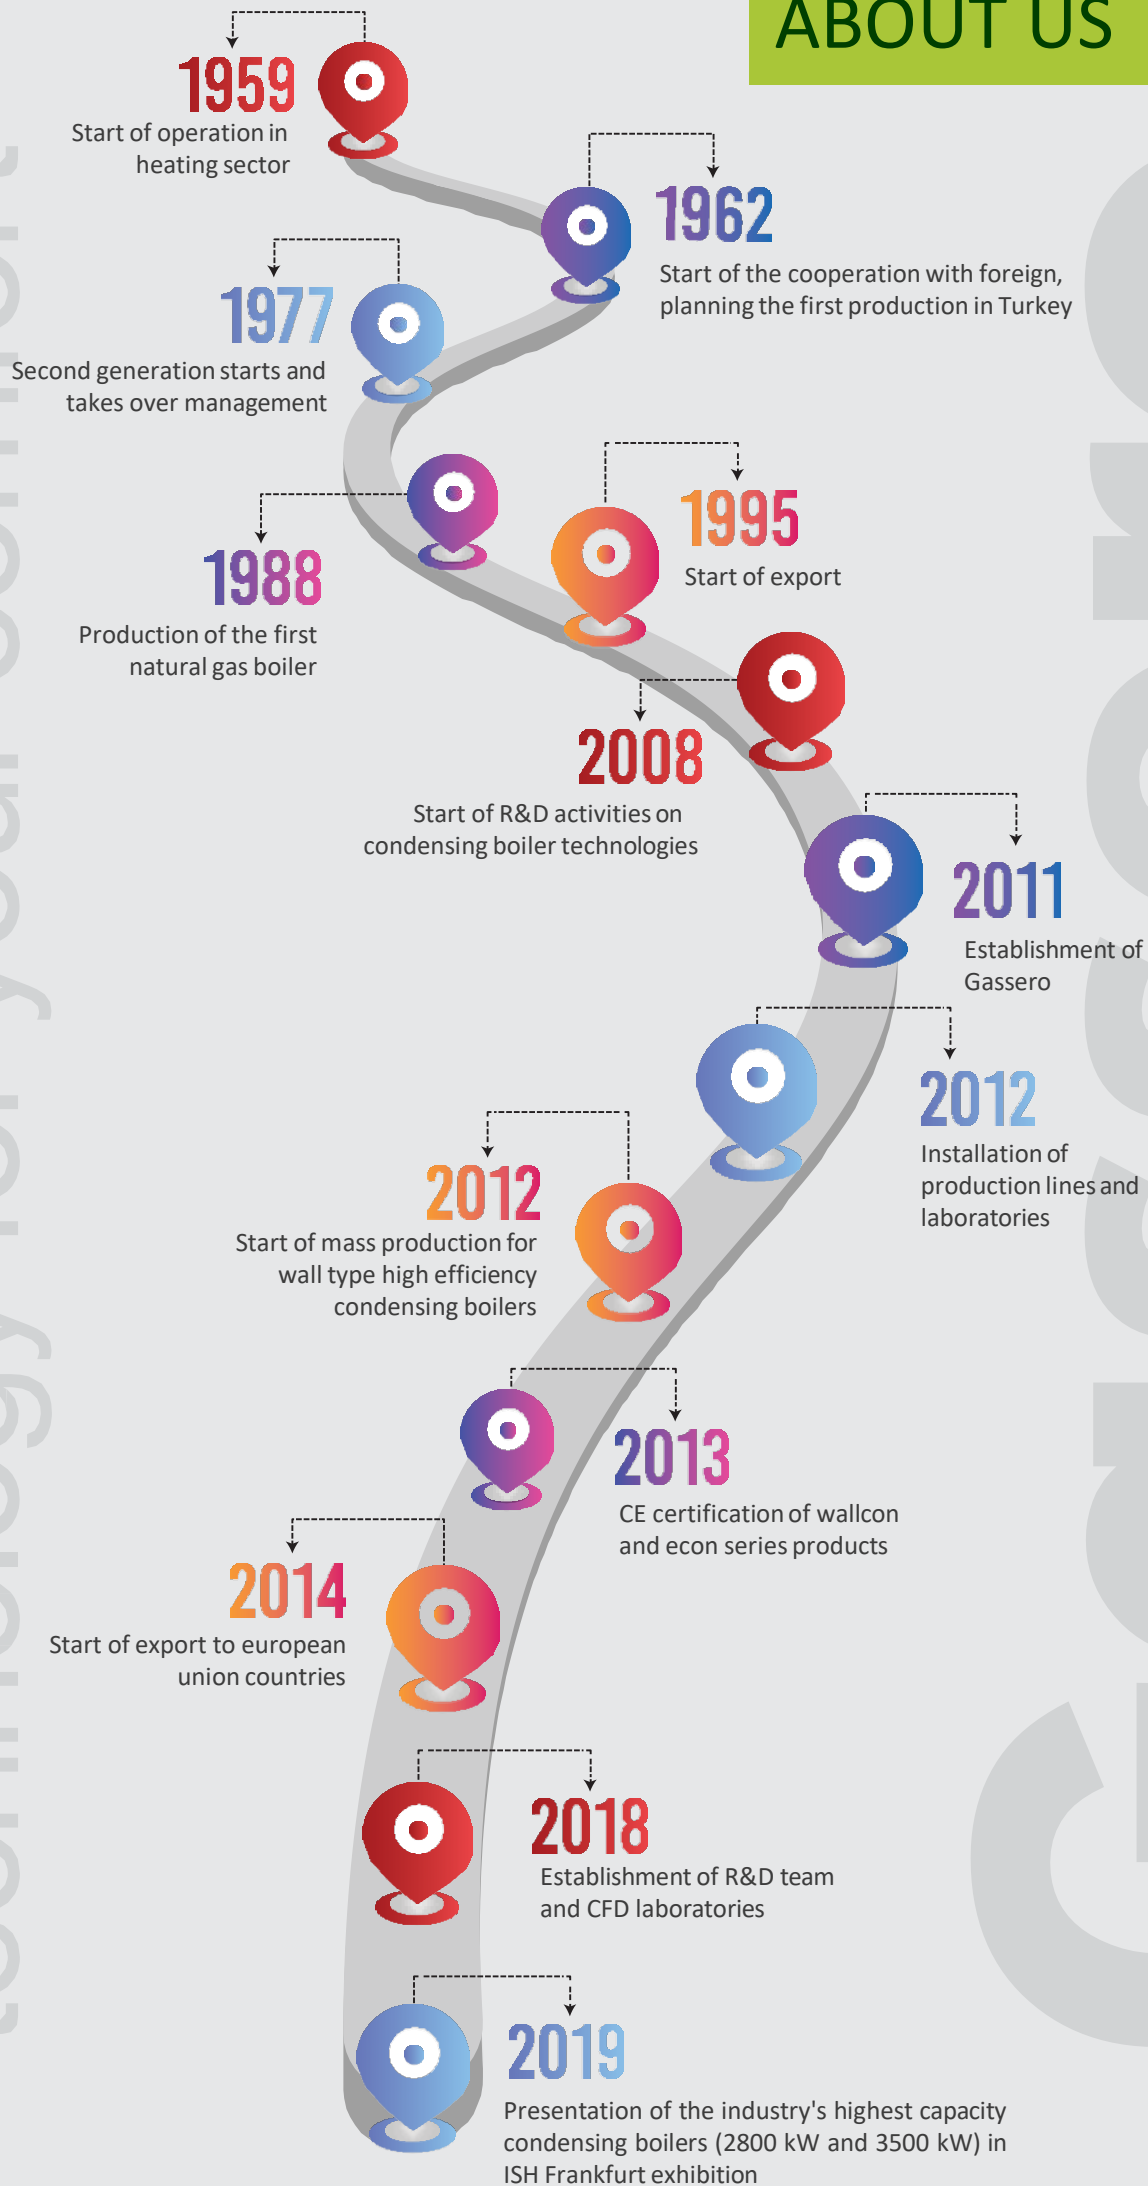 ABOUT US
1959
Start of operation in
heating sector
1962
Start of the cooperation with foreign,
planning the first production in Turkey
1977
Second generation starts and
takes over management
1988
Production of the first
natural gas boiler
1995
Start of export
2008
Start of R&D activities on
condensing boiler technologies
2011
Establishment of
Gassero
2012
Installation of
production lines and
laboratories
2012
Start of mass production for
wall type high efficiency
condensing boilers
2013
CE certification of wallcon
and econ series products
2014
Start of export to european
union countries
2018
Establishment of R&D team
and CFD laboratories
2019
Presentation of the industry's highest capacity
condensing boilers (2800 kW and 3500 kW) in
ISH Frankfurt exhibition